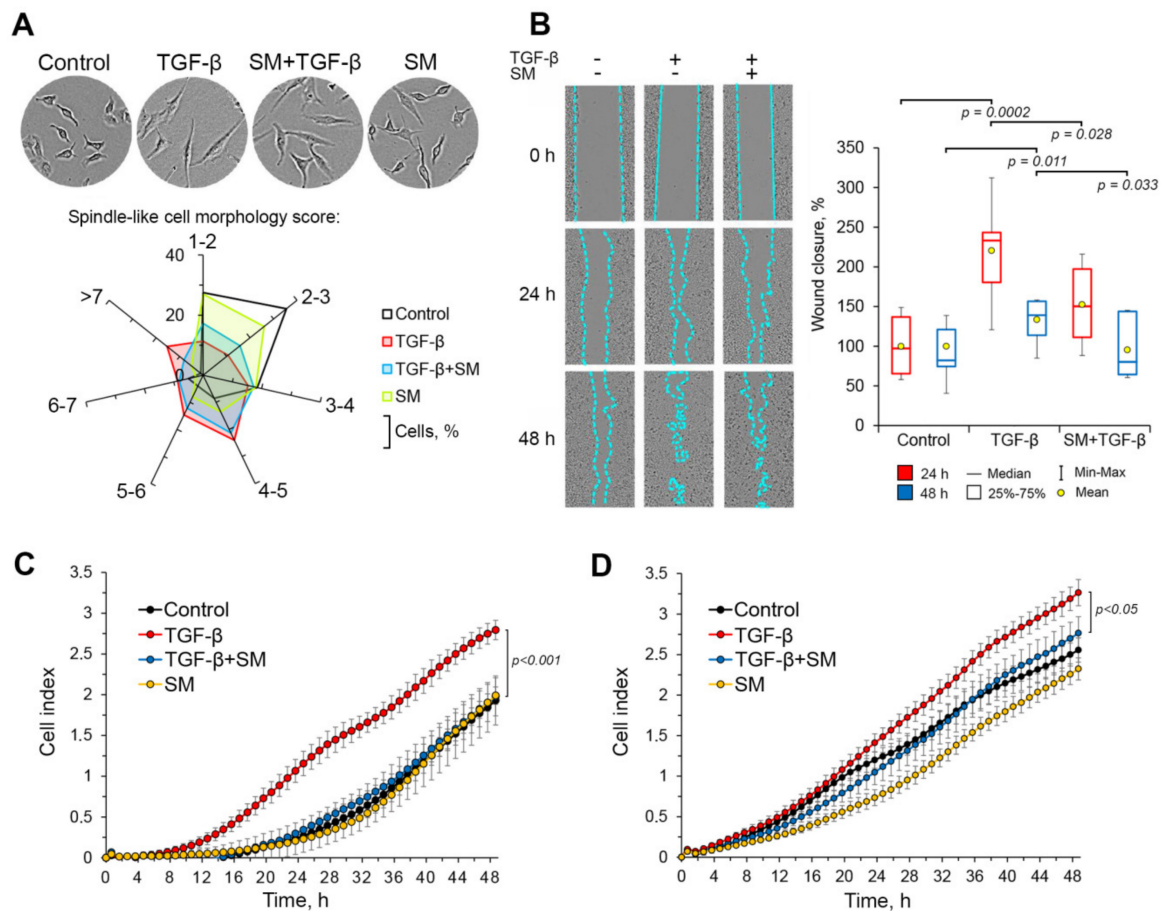 A
Control TGF-β SM+TGF-β SM
Spindle-like cell morphology score:
1-2
2-3
3-4
4-5
5-6
6-7
>7
40
20
0
Control
TGF-β
TGF-β+SM
SM
Cells, %
B
TGF-β - + +
SM - - +
0 h
24 h
48 h
p = 0.0002
p = 0.028
p = 0.011
p = 0.033
Wound closure, %
350
300
250
200
150
100
50
0
Control TGF-β SM+TGF-β
24 h Median Min-Max
48 h 25%-75% Mean
C
Cell index
3.5
3
2.5
2
1.5
1
0.5
0
Control
TGF-β
TGF-β+SM
SM
p<0.001
0 4 8 12 16 20 24 28 32 36 40 44 48
Time, h
D
Cell index
3.5
3
2.5
2
1.5
1
0.5
0
Control
TGF-β
TGF-β+SM
SM
p<0.05
0 4 8 12 16 20 24 28 32 36 40 44 48
Time, h